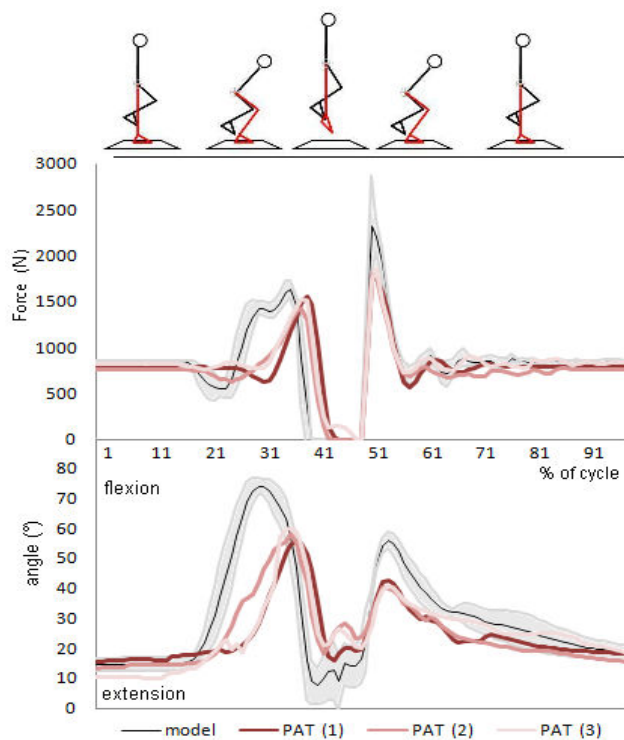 3000
2500
2000
1500
1000
500
0
Force (N)
1 11 21 31 41 51 61 71 81 91
% of cycle
80
70
60
50
40
30
20
10
0
angle (°)
flexion
extension
model PAT (1) PAT (2) PAT (3)